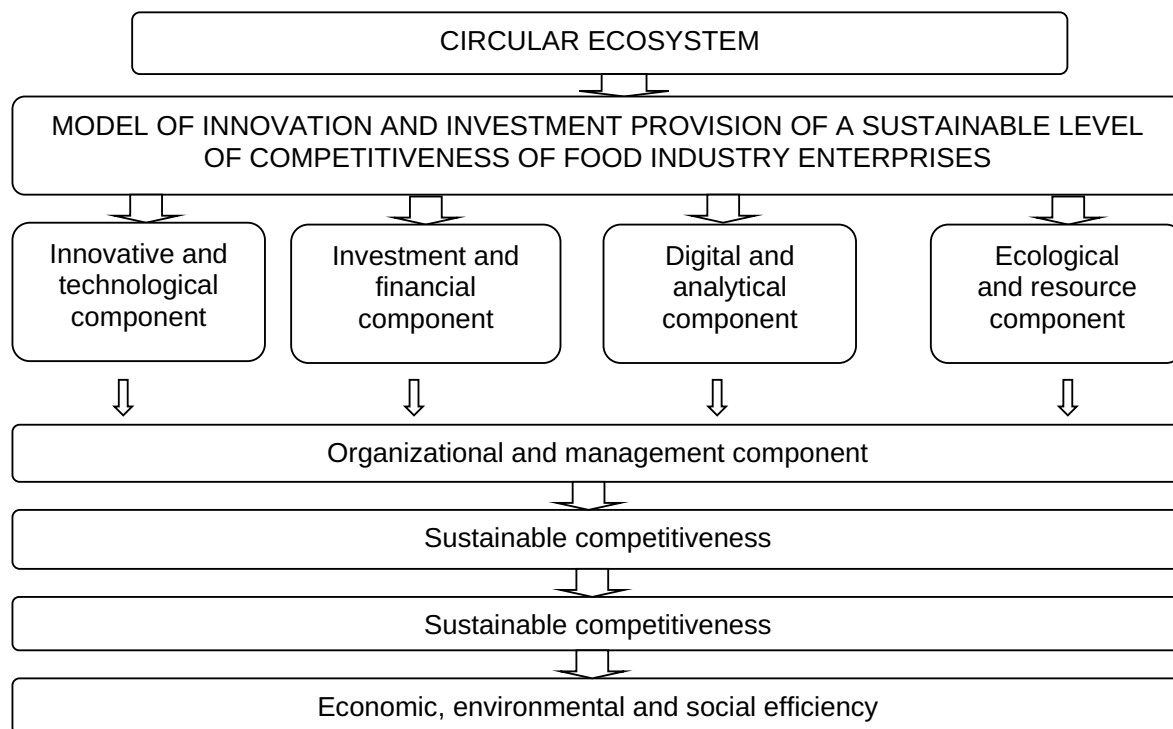 CIRCULAR ECOSYSTEM
MODEL OF INNOVATION AND INVESTMENT PROVISION OF A SUSTAINABLE LEVEL
OF COMPETITIVENESS OF FOOD INDUSTRY ENTERPRISES
Innovative and
technological
component
Investment and
financial
component
Digital and
analytical
component
Ecological
and resource
component
Organizational and management component
Sustainable competitiveness
Sustainable competitiveness
Economic, environmental and social efficiency